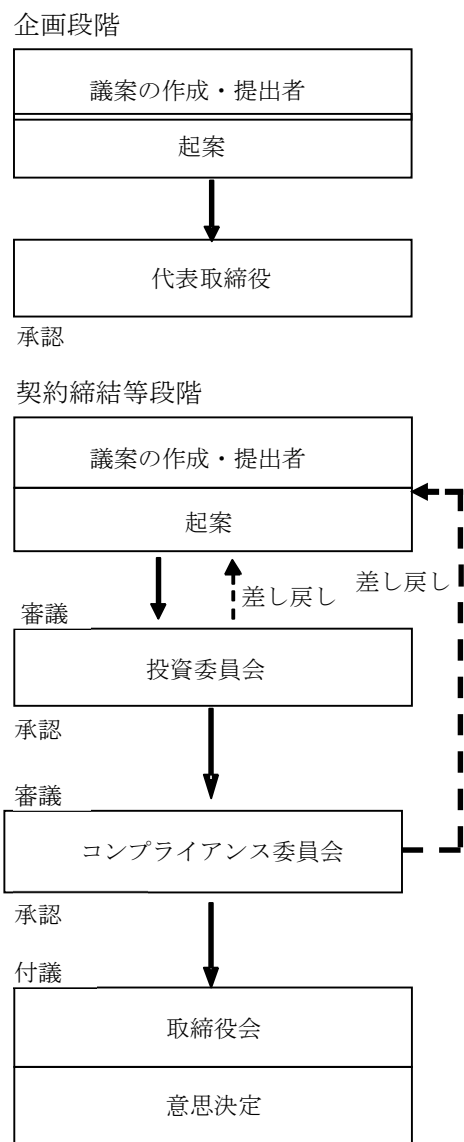 企画段階
議案の作成・提出者
起案
代表取締役
承認
契約締結等段階
議案の作成・提出者
起案
差し戻し
差し戻し
審議
投資委員会
承認
審議
コンプライアンス委員会
承認
付議
取締役会
意思決定